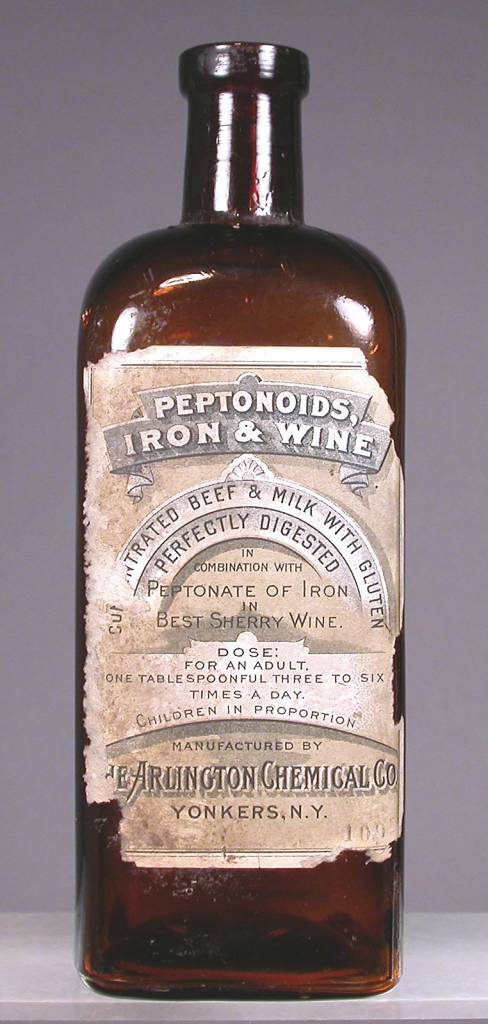 PEPTONOIDS,
IRON & WINE
NTRATED BEEF & MILK WITH GLUTEN
PERFECTLY DIGESTED
IN
COMBINATION WITH
PEPTONATE OF IRON
IN
BEST SHERRY WINE.
DOSE:
FOR AN ADULT,
ONE TABLESPOONFUL THREE TO SIX
TIMES A DAY.
CHILDREN IN PROPORTION
MANUFACTURED BY
HE ARLINGTON CHEMICAL CO
YONKERS, N.Y.